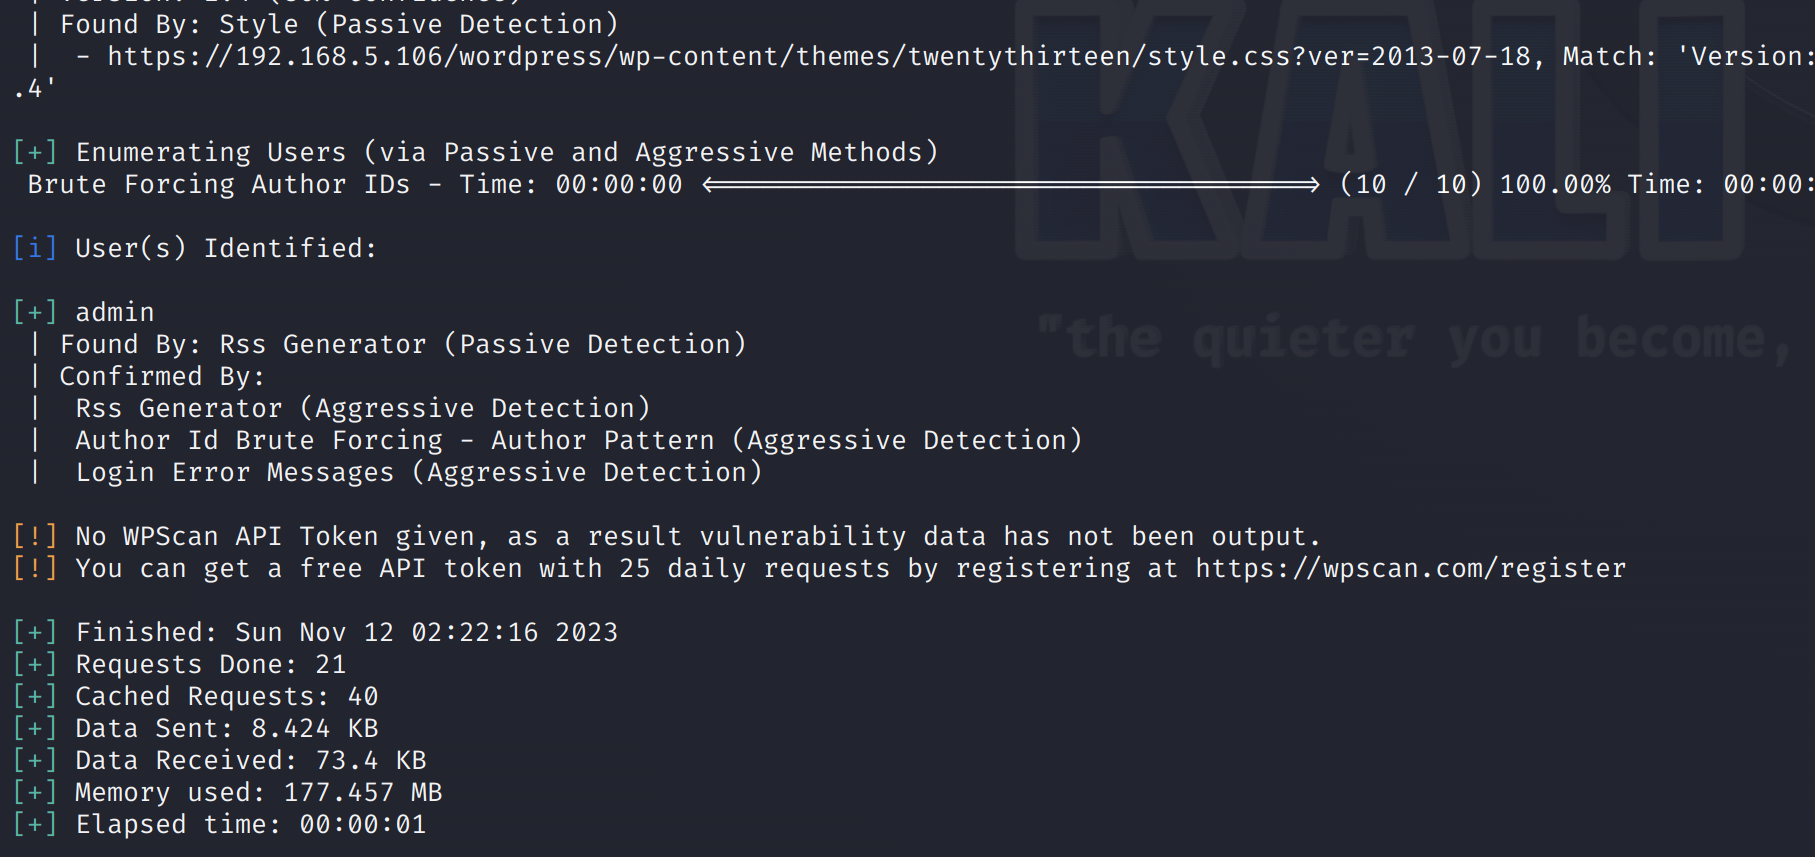 | Found By: Style (Passive Detection)
|  - https://192.168.5.106/wordpress/wp-content/themes/twentythirteen/style.css?ver=2013-07-18, Match: 'Version:
.4'
[+] Enumerating Users (via Passive and Aggressive Methods)
Brute Forcing Author IDs - Time: 00:00:00 <==============================> (10 / 10) 100.00% Time: 00:00:
[i] User(s) Identified:
[+] admin
| Found By: Rss Generator (Passive Detection)
| Confirmed By:
|  Rss Generator (Aggressive Detection)
|  Author Id Brute Forcing - Author Pattern (Aggressive Detection)
|  Login Error Messages (Aggressive Detection)
[!] No WPScan API Token given, as a result vulnerability data has not been output.
[!] You can get a free API token with 25 daily requests by registering at https://wpscan.com/register
[+] Finished: Sun Nov 12 02:22:16 2023
[+] Requests Done: 21
[+] Cached Requests: 40
[+] Data Sent: 8.424 KB
[+] Data Received: 73.4 KB
[+] Memory used: 177.457 MB
[+] Elapsed time: 00:00:01
KALI
"the quieter you become,